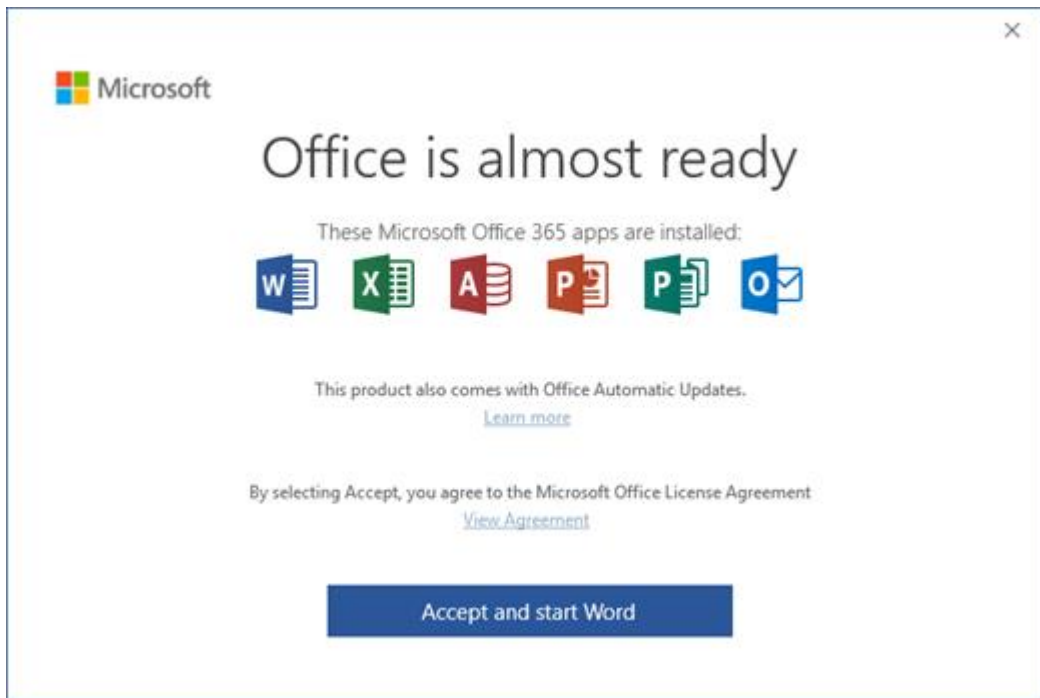 Microsoft
Office is almost ready
These Microsoft Office 365 apps are installed:
W X A P P O
This product also comes with Office Automatic Updates.
Learn more
By selecting Accept, you agree to the Microsoft Office License Agreement
View Agreement
Accept and start Word